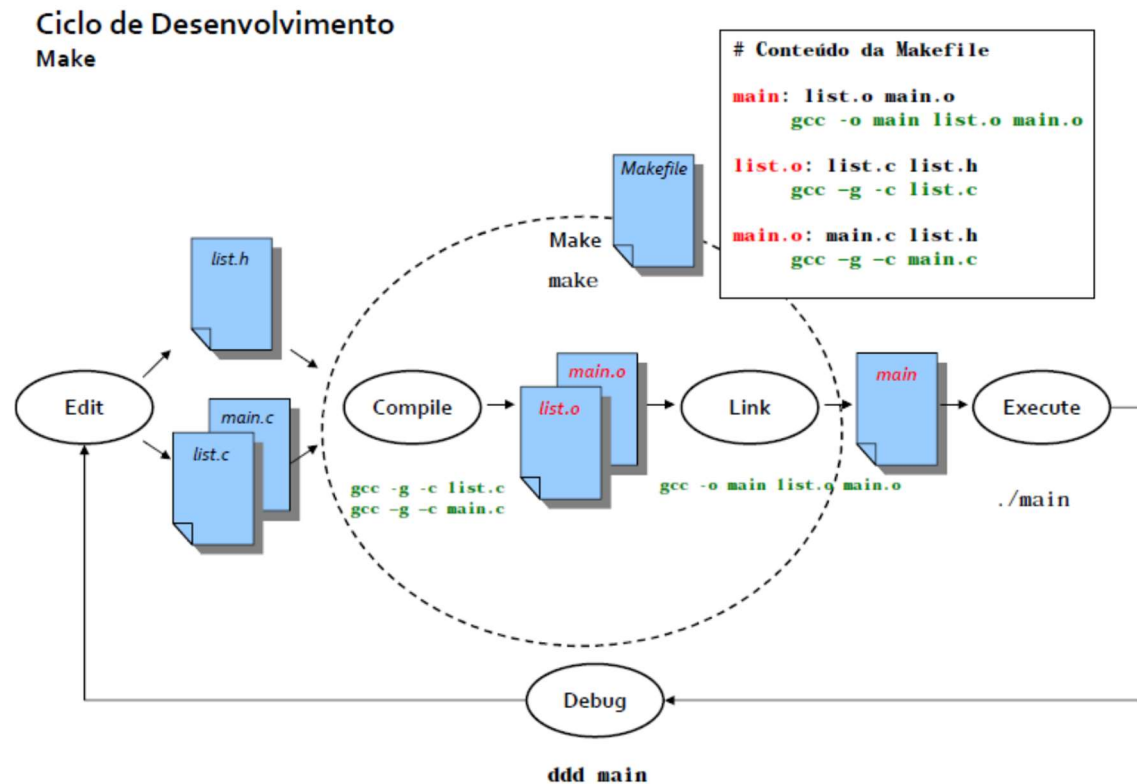 Ciclo de Desenvolvimento
Make
# Conteúdo da Makefile
main: list.o main.o
gcc -o main list.o main.o
list.o: list.c list.h
gcc –g -c list.c
main.o: main.c list.h
gcc –g –c main.c
Makefile
Make
make
list.h
Edit
main.c
list.c
Compile
main.o
list.o
Link
main
Execute
gcc -g -c list.c
gcc –g –c main.c
gcc -o main list.o main.o
./main
Debug
ddd main